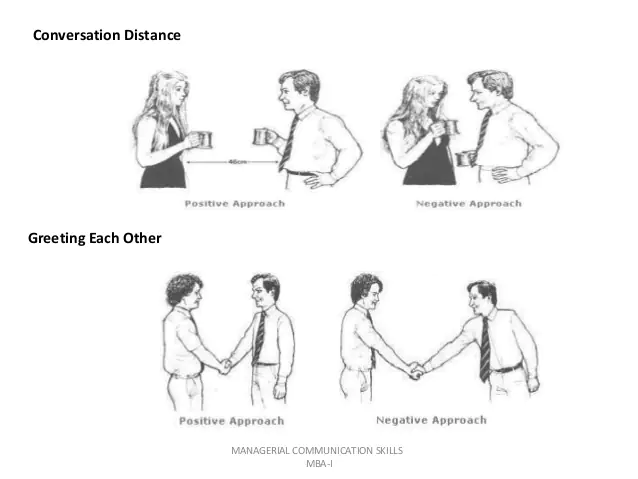 Conversation Distance
46cm
Positive Approach
Negative Approach
Greeting Each Other
Positive Approach
Negative Approach
MANAGERIAL COMMUNICATION SKILLS
MBA-I